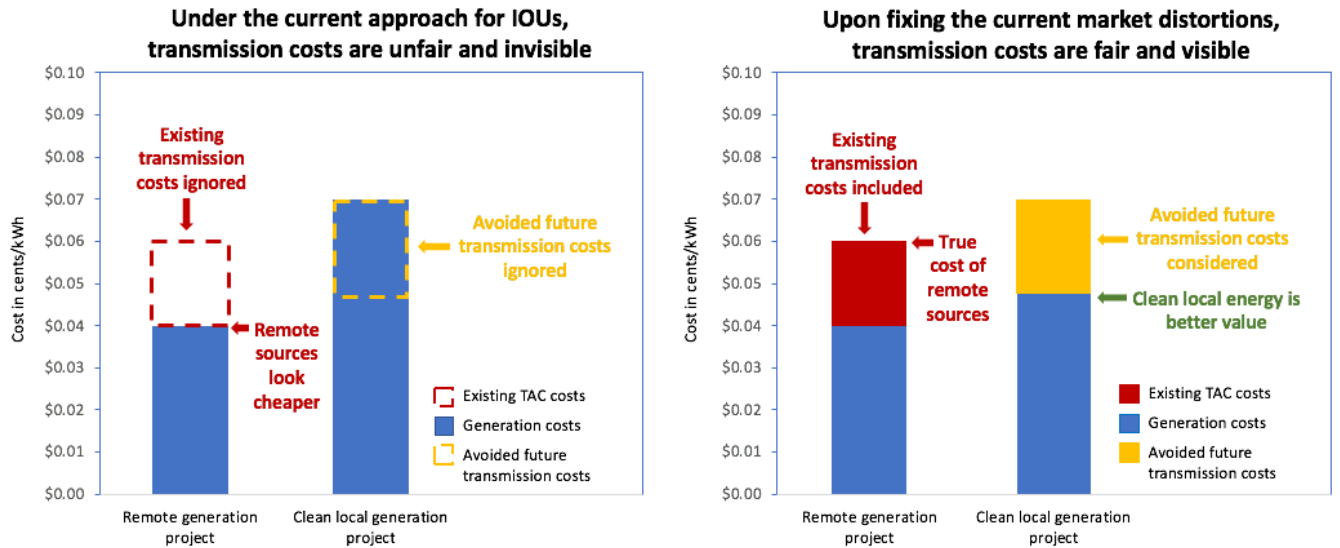 Under the current approach for IOUs,
transmission costs are unfair and invisible
Cost in cents/kWh
$0.10
$0.09
$0.08
$0.07
$0.06
$0.05
$0.04
$0.03
$0.02
$0.01
$0.00
Existing
transmission
costs ignored
Avoided future
transmission costs
ignored
Remote
sources
look
cheaper
Existing TAC costs
Generation costs
Avoided future
transmission costs
Remote generation
project
Clean local generation
project
Upon fixing the current market distortions,
transmission costs are fair and visible
Cost in cents/kWh
$0.10
$0.09
$0.08
$0.07
$0.06
$0.05
$0.04
$0.03
$0.02
$0.01
$0.00
Existing
transmission
costs included
True
cost of
remote
sources
Avoided future
transmission costs
considered
Clean local energy is
better value
Existing TAC costs
Generation costs
Avoided future
transmission costs
Remote generation
project
Clean local generation
project